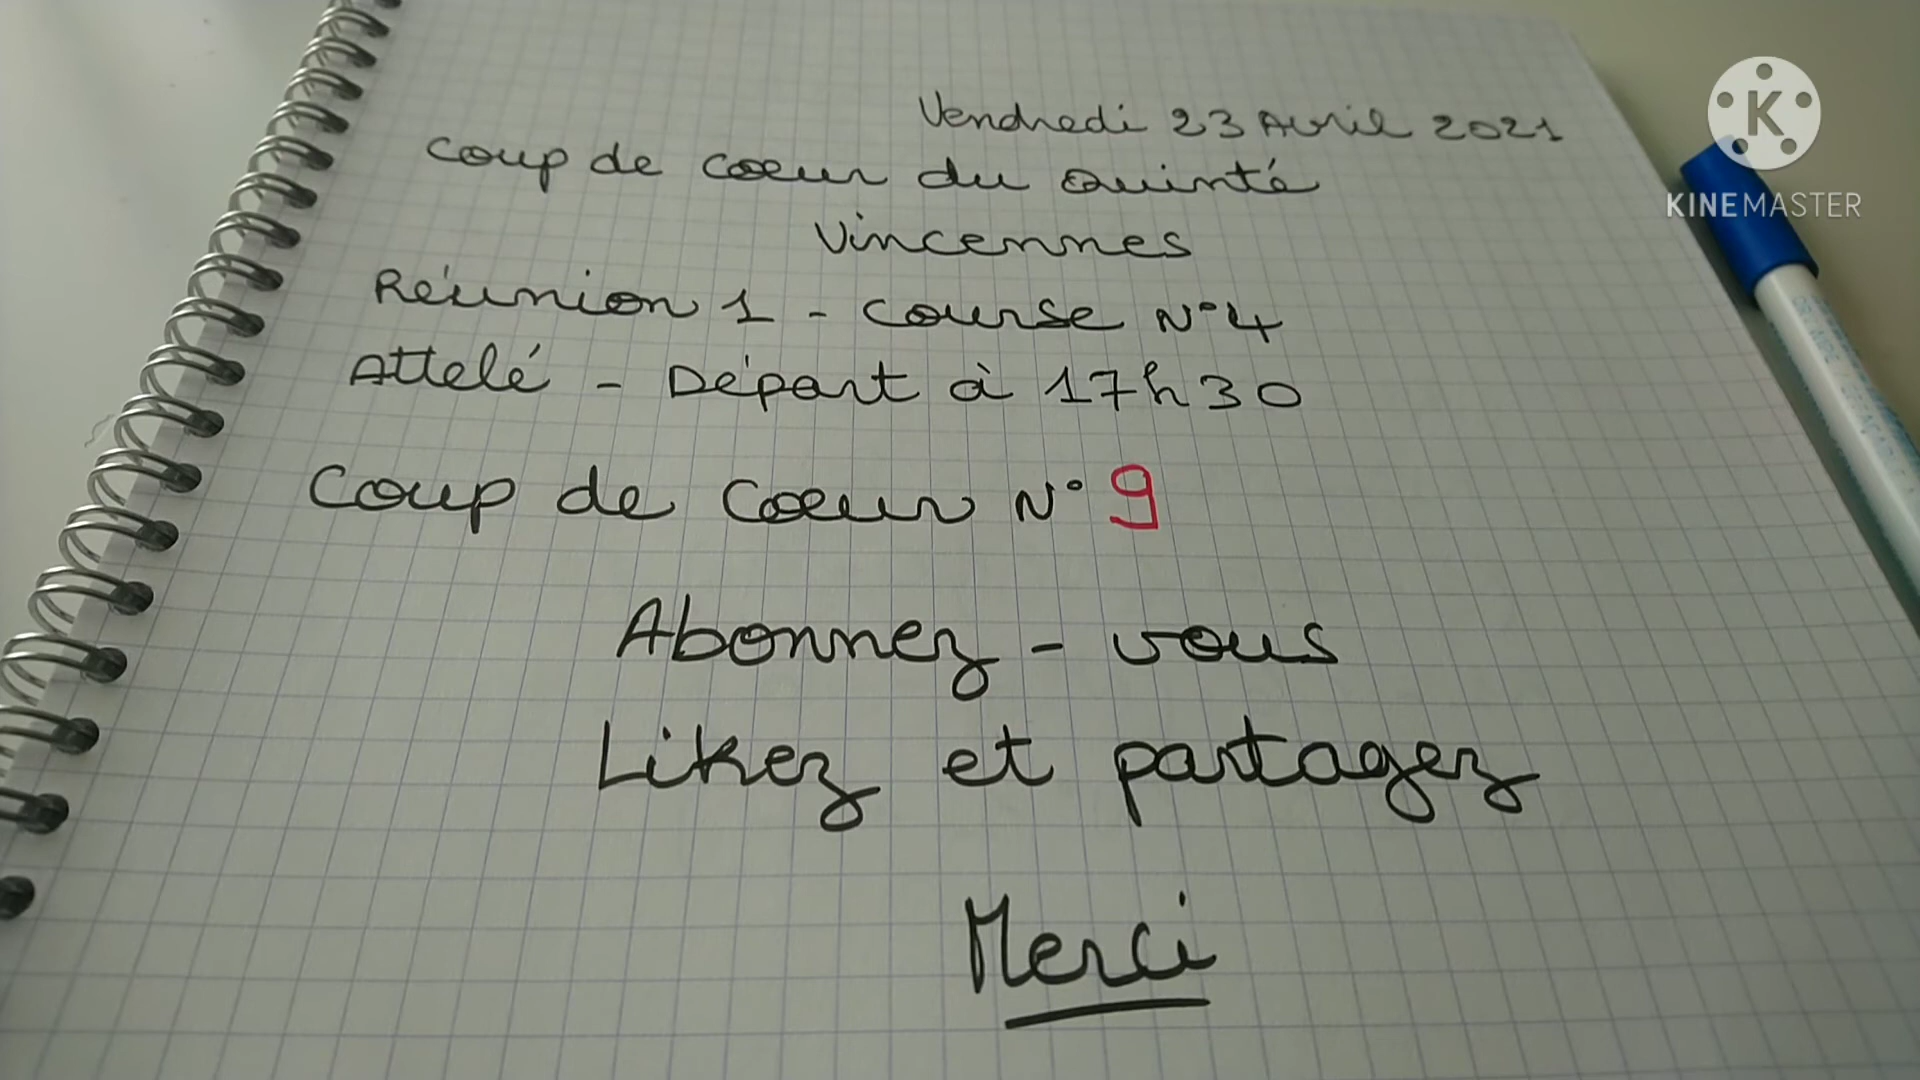 Vendredi 23 Avril 2021
Coup de coeur du Quinté
Vincennes
Réunion 1 - Course N°4
Attelé - Départ à 17h30
Coup de Coeur N° 9
Abonnez-vous
Likez et partagez
Merci
K
KINEMASTER